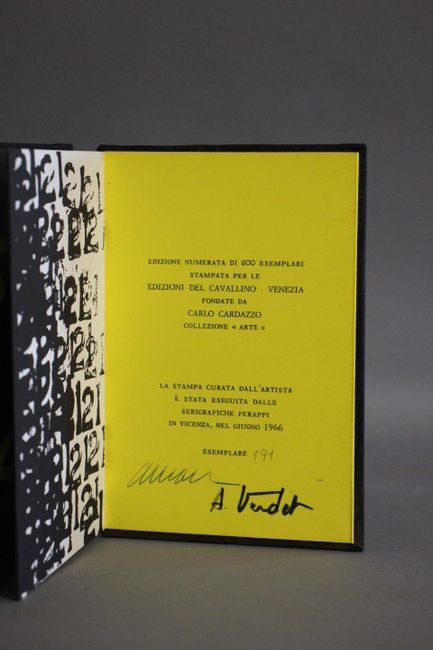 EDIZIONE NUMERATA DI 200 ESEMPLARI
STAMPATA PER LE
EDIZIONI DEL CAVALLINO - VENEZIA
FONDATE DA
CARLO CARDAZZO
COLLEZIONE « ARTE »
LA STAMPA CURATA DALL'ARTISTA
È STATA ESEGUITA DALLE
SERIGRAFICHE FERAPPI
IN VICENZA, NEL GIUGNO 1966
ESEMPLARE 191
A. Verdet